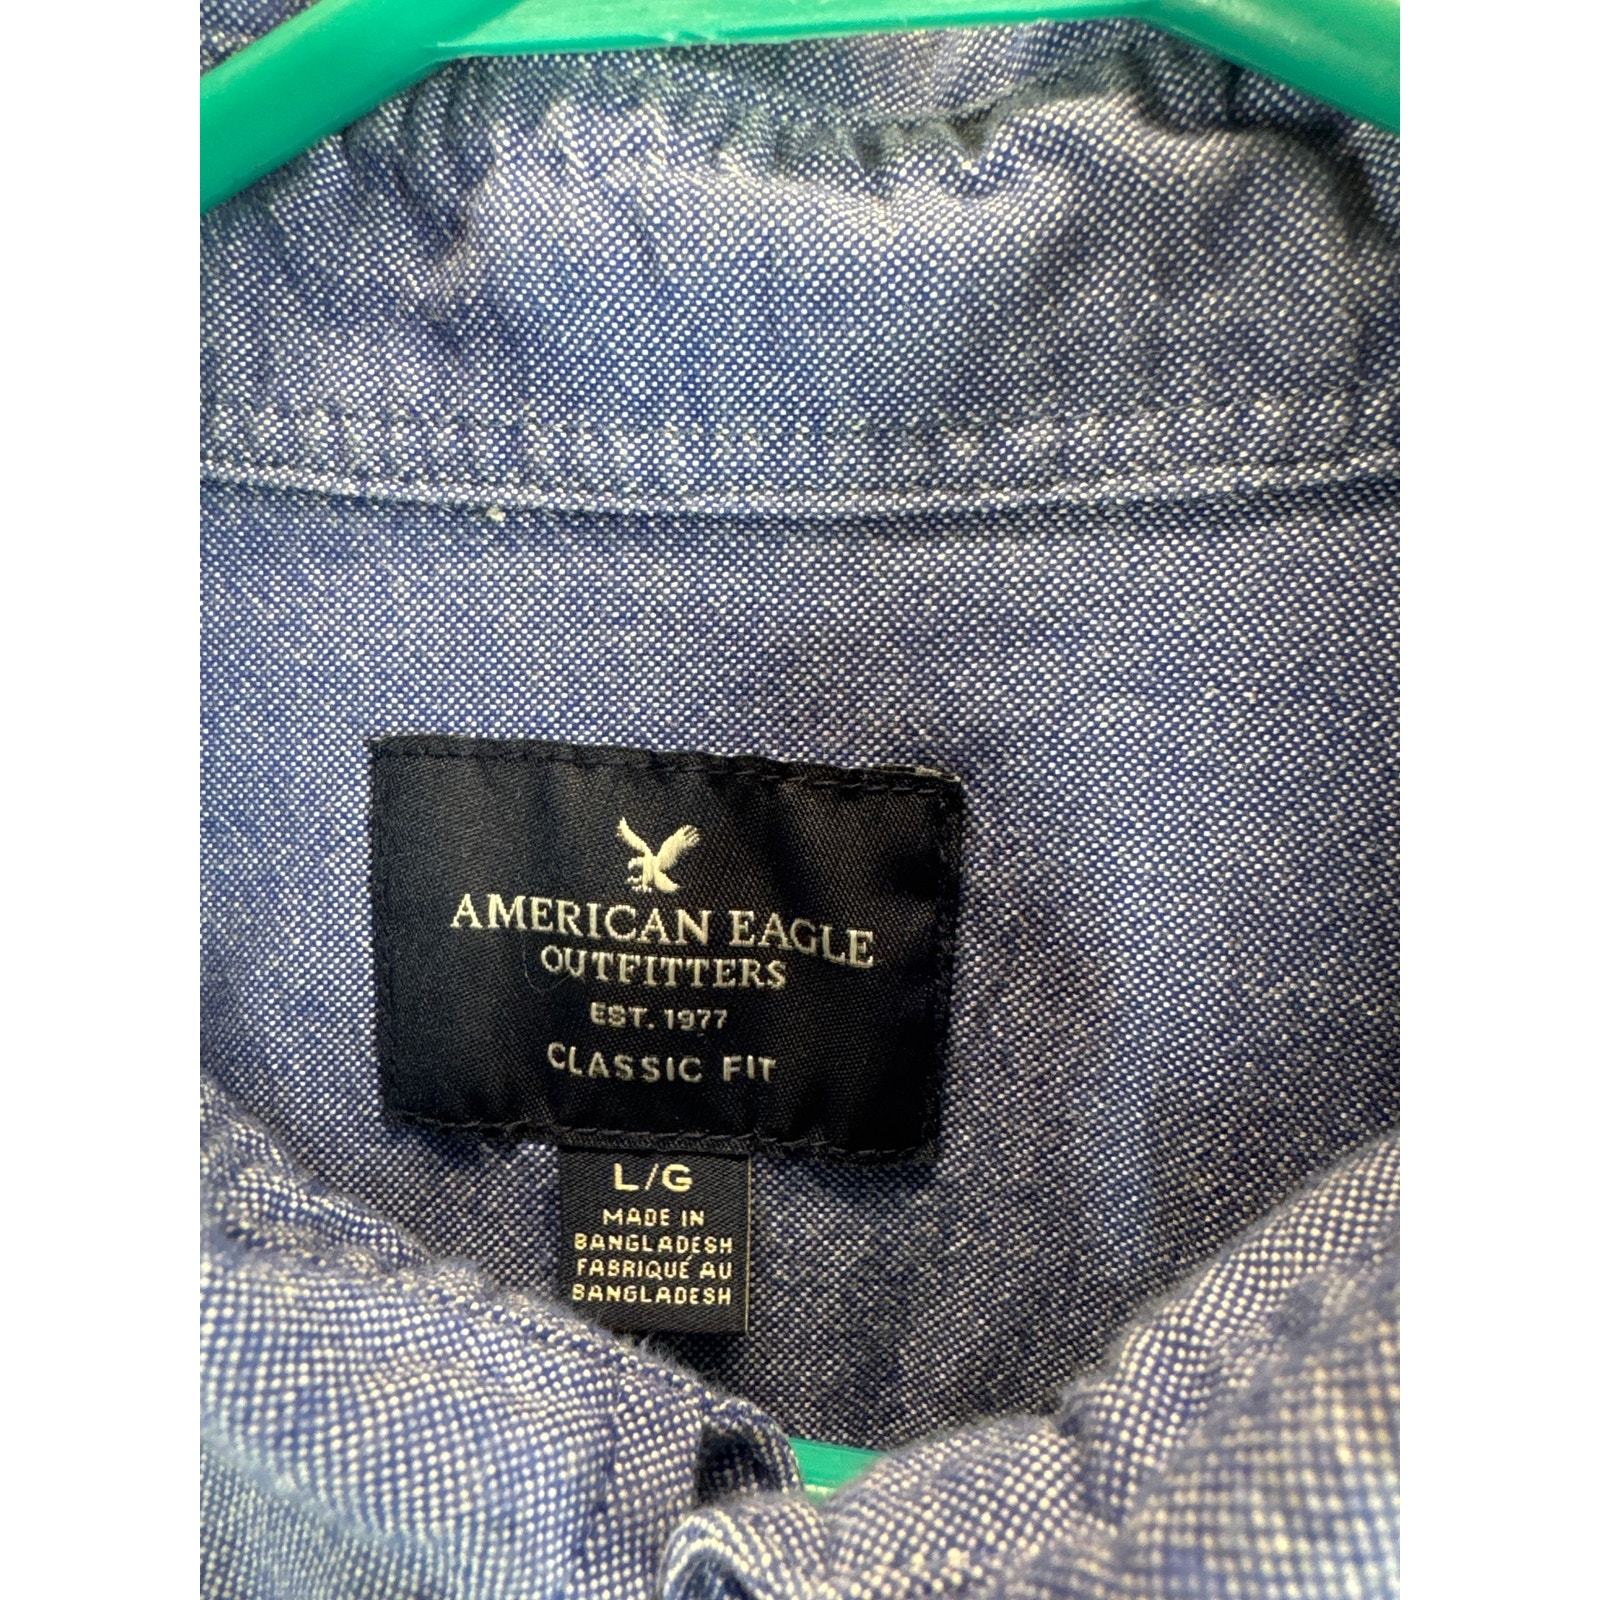 AMERICAN EAGLE
OUTFITTERS
EST. 1977
CLASSIC FIT
L/G
MADE IN
BANGLADESH
FABRIQUÉ AU
BANGLADESH